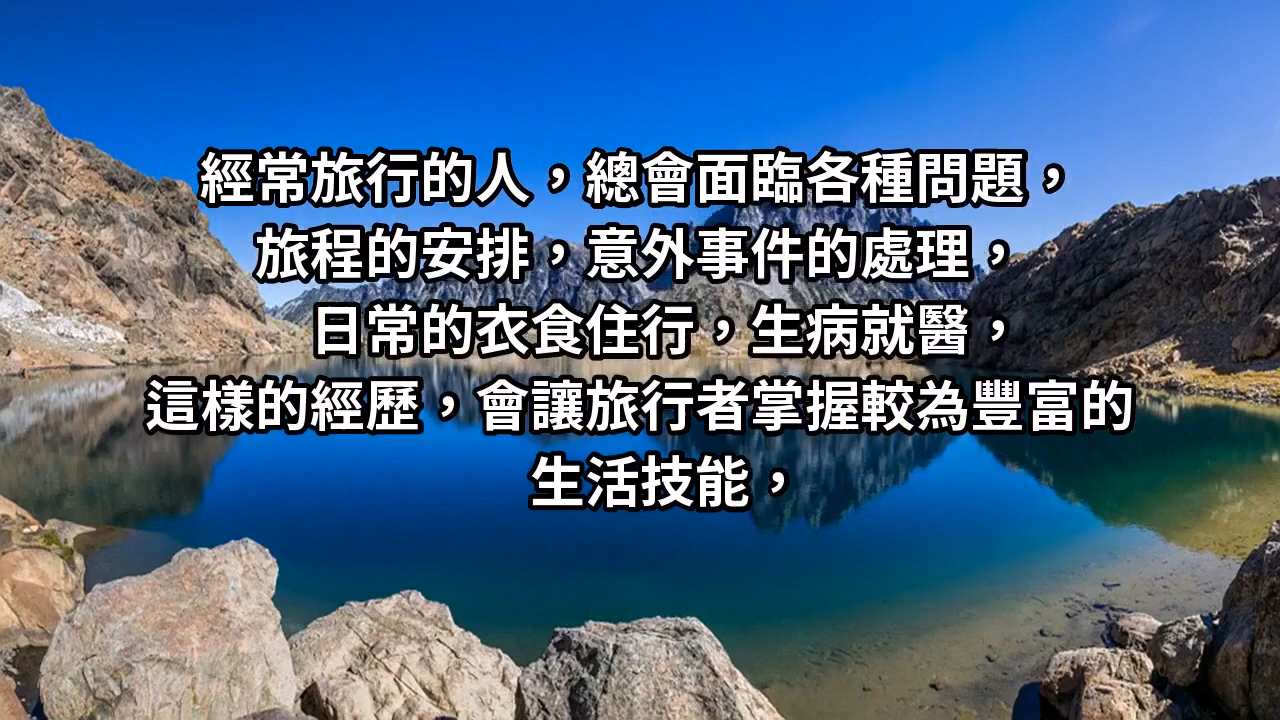 經常旅行的人，總會面臨各種問題，
旅程的安排，意外事件的處理，
日常的衣食住行，生病就醫，
這樣的經歷，會讓旅行者掌握較為豐富的
生活技能，